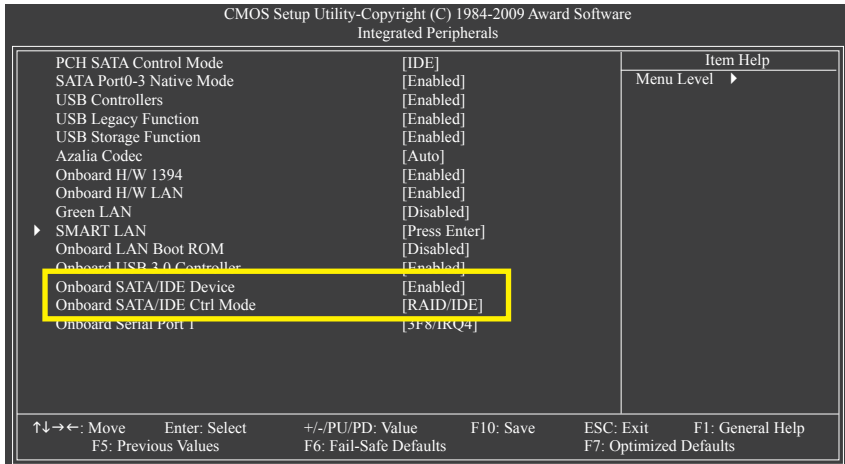 CMOS Setup Utility-Copyright (C) 1984-2009 Award Software
Integrated Peripherals
PCH SATA Control Mode [IDE]
SATA Port0-3 Native Mode [Enabled]
USB Controllers [Enabled]
USB Legacy Function [Enabled]
USB Storage Function [Enabled]
Azalia Codec [Auto]
Onboard H/W 1394 [Enabled]
Onboard H/W LAN [Enabled]
Green LAN [Disabled]
SMART LAN [Press Enter]
Onboard LAN Boot ROM [Disabled]
Onboard USB 3.0 Controller [Enabled]
Onboard SATA/IDE Device [Enabled]
Onboard SATA/IDE Ctrl Mode [RAID/IDE]
Onboard Serial Port 1 [3F8/IRQ4]
Item Help
Menu Level
↑↓→←: Move Enter: Select +/-/PU/PD: Value F10: Save ESC: Exit F1: General Help
F5: Previous Values F6: Fail-Safe Defaults F7: Optimized Defaults